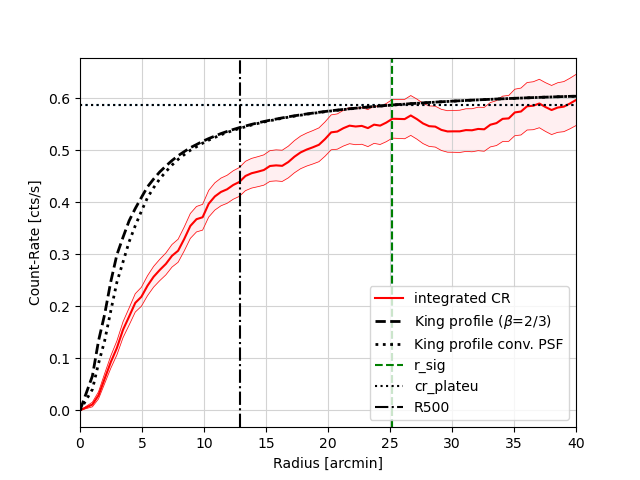 0.6
0.5
0.4
0.3
0.2
0.1
0.0
Count-Rate [cts/s]
integrated CR
King profile (β=2/3)
King profile conv. PSF
r_sig
cr_plateu
R500
0 5 10 15 20 25 30 35 40
Radius [arcmin]